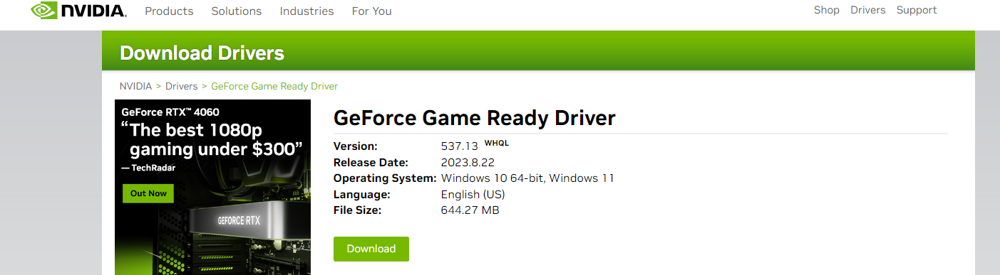 NVIDIA. Products Solutions Industries For You Shop Drivers Support
Download Drivers
NVIDIA > Drivers > GeForce Game Ready Driver
GeForce RTX™ 4060
“The best 1080p
gaming under $300”
— TechRadar
Out Now
GEFORCE RTX
GeForce Game Ready Driver
Version: 537.13 WHQL
Release Date: 2023.8.22
Operating System: Windows 10 64-bit, Windows 11
Language: English (US)
File Size: 644.27 MB
Download